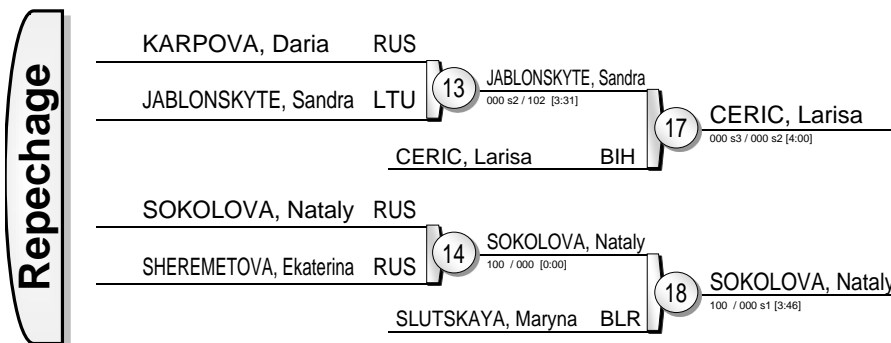 Repechage
KARPOVA, Daria RUS
JABLONSKYTE, Sandra LTU
13
JABLONSKYTE, Sandra
000 s2 / 102 [3:31]
CERIC, Larisa BIH
17
CERIC, Larisa
000 s3 / 000 s2 [4:00]
SOKOLOVA, Nataly RUS
SHEREMETOVA, Ekaterina RUS
14
SOKOLOVA, Nataly
100 / 000 [0:00]
SLUTSKAYA, Maryna BLR
18
SOKOLOVA, Nataly
100 / 000 s1 [3:46]